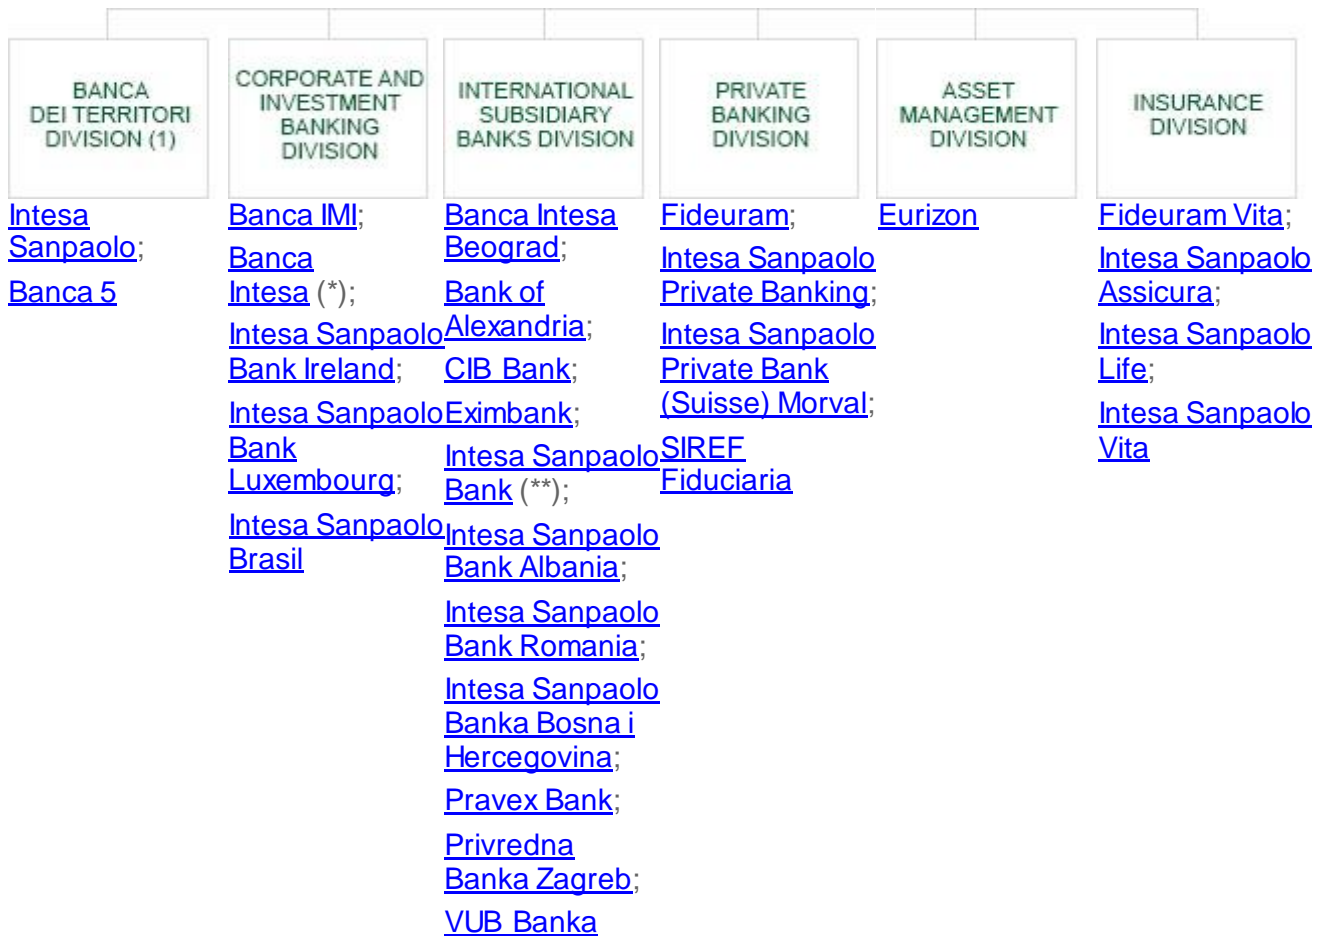 BANCA
DEI TERRITORI
DIVISION (1)
CORPORATE AND
INVESTMENT
BANKING
DIVISION
INTERNATIONAL
SUBSIDIARY
BANKS DIVISION
PRIVATE
BANKING
DIVISION
ASSET
MANAGEMENT
DIVISION
INSURANCE
DIVISION
Intesa
Sanpaolo;
Banca 5
Banca IMI;
Banca
Intesa (*);
Intesa Sanpaolo
Bank Ireland;
Intesa Sanpaolo
Bank
Luxembourg;
Intesa Sanpaolo
Brasil
Banca Intesa
Beograd;
Bank of
Alexandria;
CIB Bank;
Eximbank;
Intesa Sanpaolo
Bank (**);
Intesa Sanpaolo
Bank Albania;
Intesa Sanpaolo
Bank Romania;
Intesa Sanpaolo
Banka Bosna i
Hercegovina;
Pravex Bank;
Privredna
Banka Zagreb;
VUB Banka
Fideuram;
Intesa Sanpaolo
Private Banking;
Intesa Sanpaolo
Private Bank
(Suisse) Morval;
SIREF
Fiduciaria
Eurizon
Fideuram Vita;
Intesa Sanpaolo
Assicura;
Intesa Sanpaolo
Life;
Intesa Sanpaolo
Vita